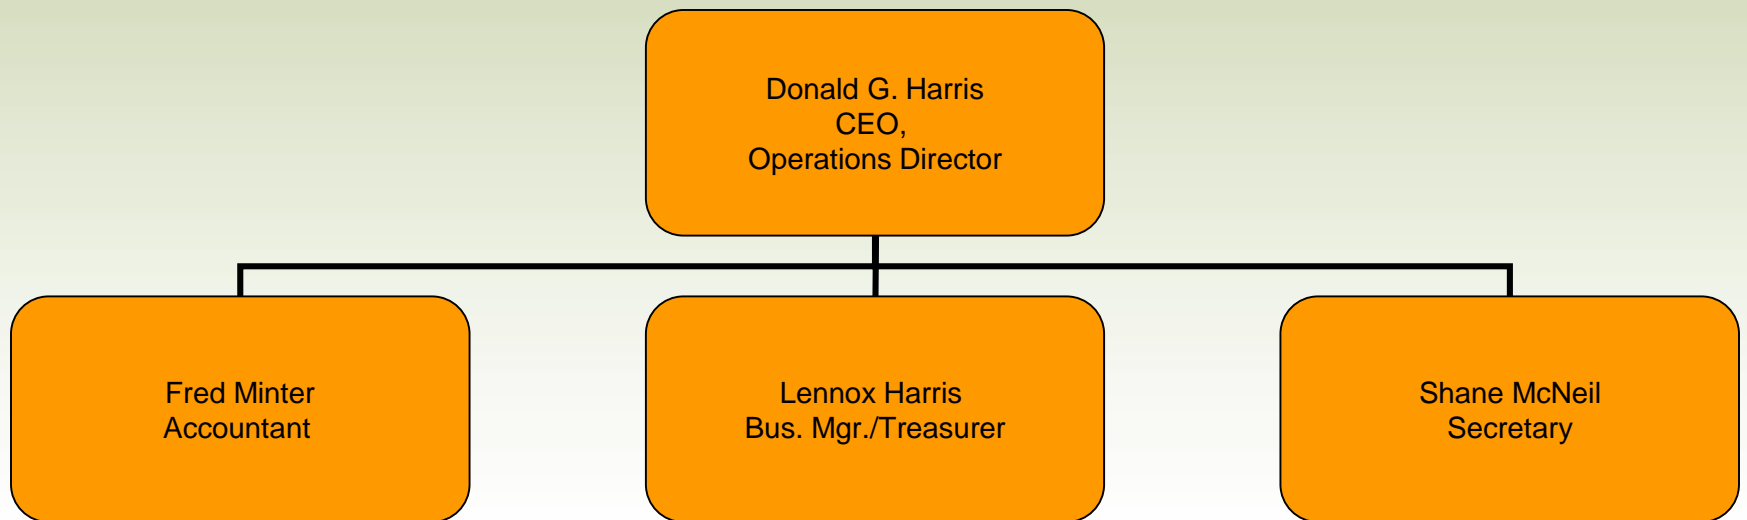 Donald G. Harris
CEO,
Operations Director
Fred Minter
Accountant
Lennox Harris
Bus. Mgr./Treasurer
Shane McNeil
Secretary